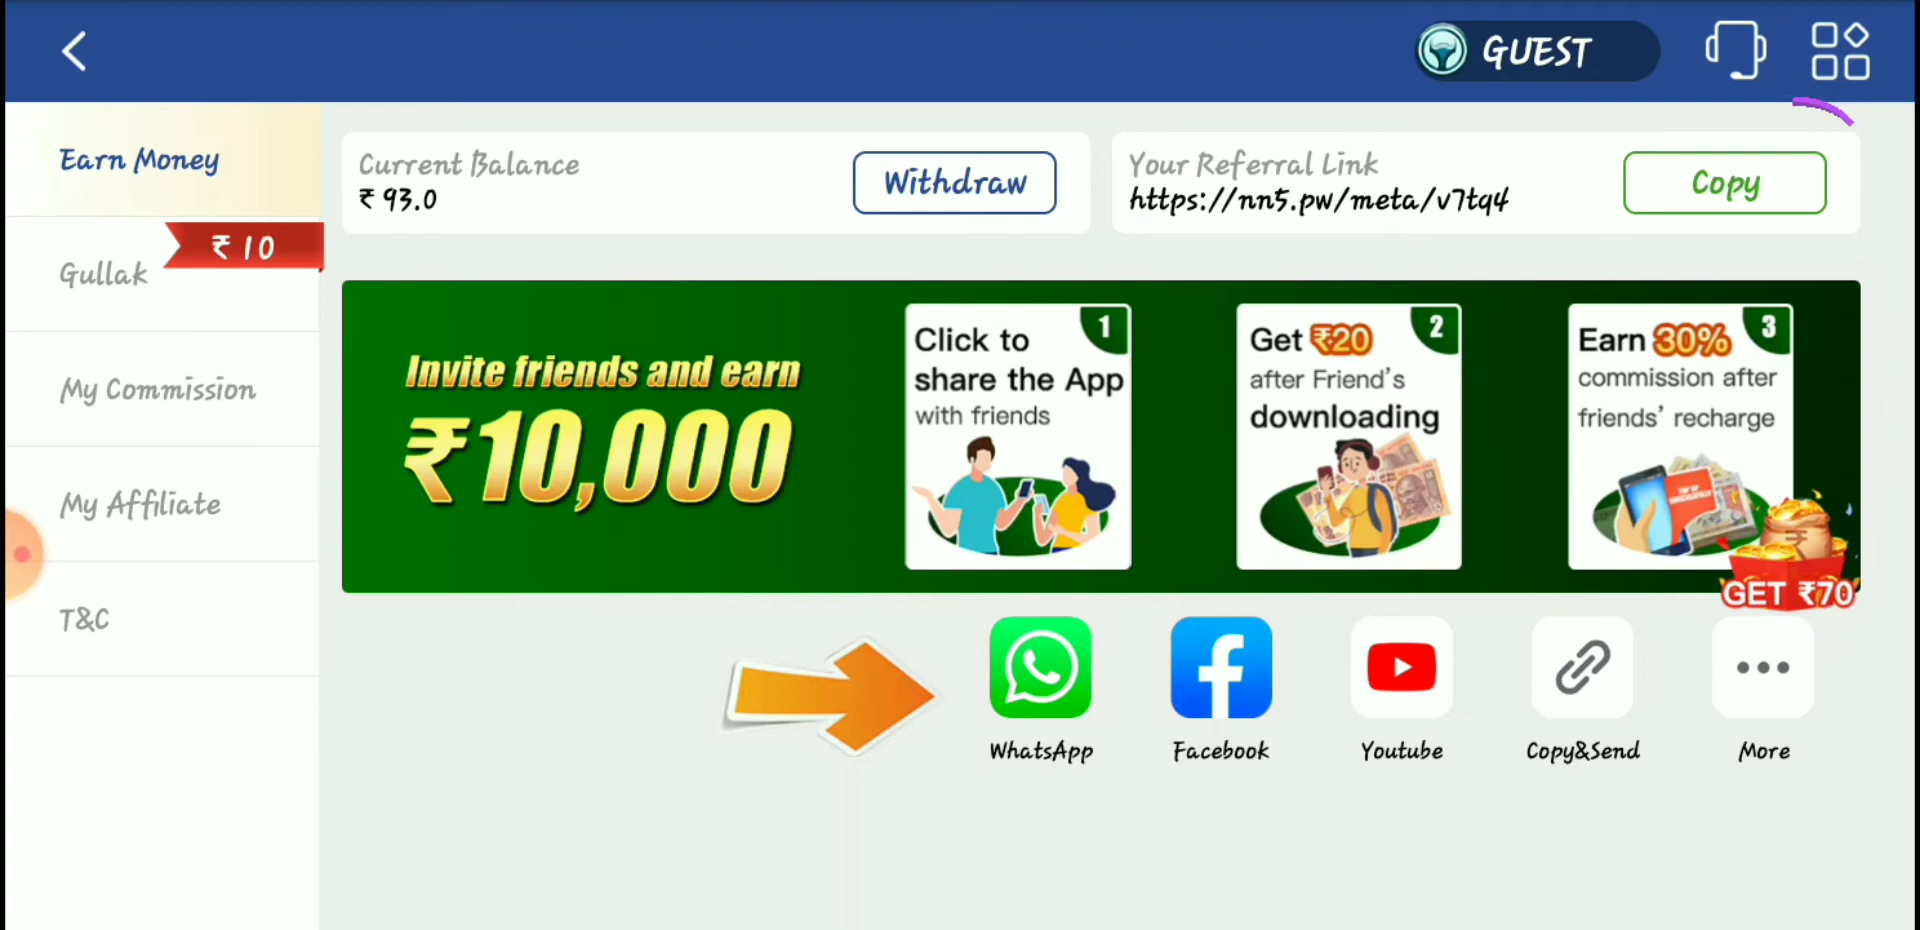 GUEST
Earn Money
₹ 10
Gullak
My Commission
My Affiliate
T&C
Current Balance
₹ 93.0
Withdraw
Your Referral Link
https://nn5.pw/meta/v7tq4
Copy
Invite friends and earn
₹10,000
1
Click to
share the App
with friends
2
Get ₹20
after Friend's
downloading
3
Earn 30%
commission after
friends' recharge
GET ₹70
WhatsApp
Facebook
Youtube
Copy&Send
More